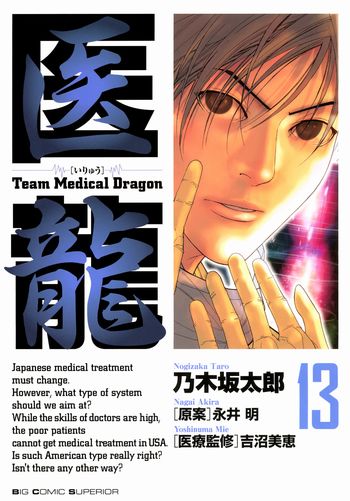 医
[いりゅう]
Team Medical Dragon
龍
Nogizaka Taro
乃木坂太郎
Nagai Akira
[原案]永井 明
Yoshinuma Mie
[医療監修]吉沼美恵
13
Japanese medical treatment
must change.
However, what type of system
should we aim at?
While the skills of doctors are high,
the poor patients
cannot get medical treatment in USA.
Is such American type really right?
Isn't there any other way?
BIG COMIC SUPERIOR